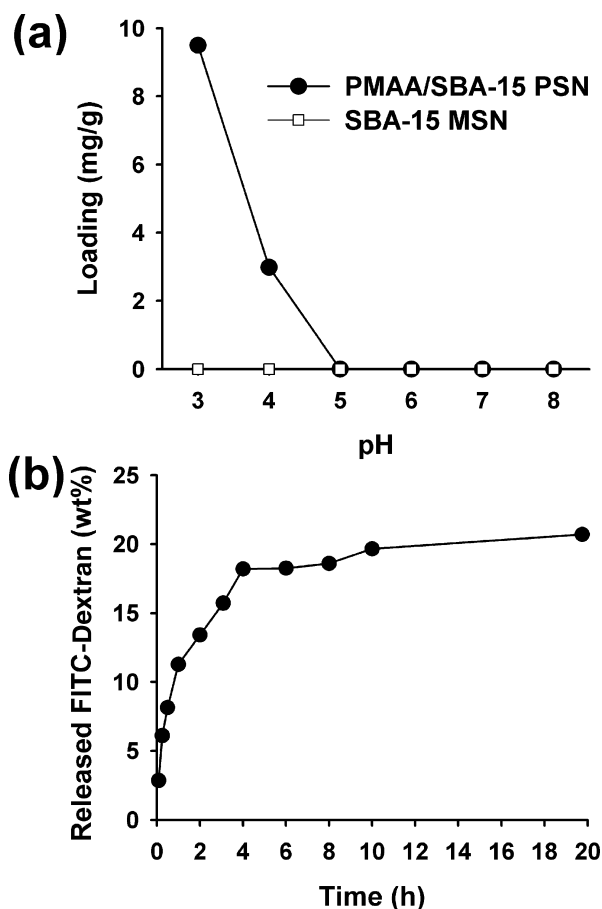 (a)
Loading (mg/g)
10
8
6
4
2
0
PMAA/SBA-15 PSN
SBA-15 MSN
3 4 5 6 7 8
pH
(b)
Released FITC-Dextran (wt%)
25
20
15
10
5
0
0 2 4 6 8 10 12 14 16 18 20
Time (h)